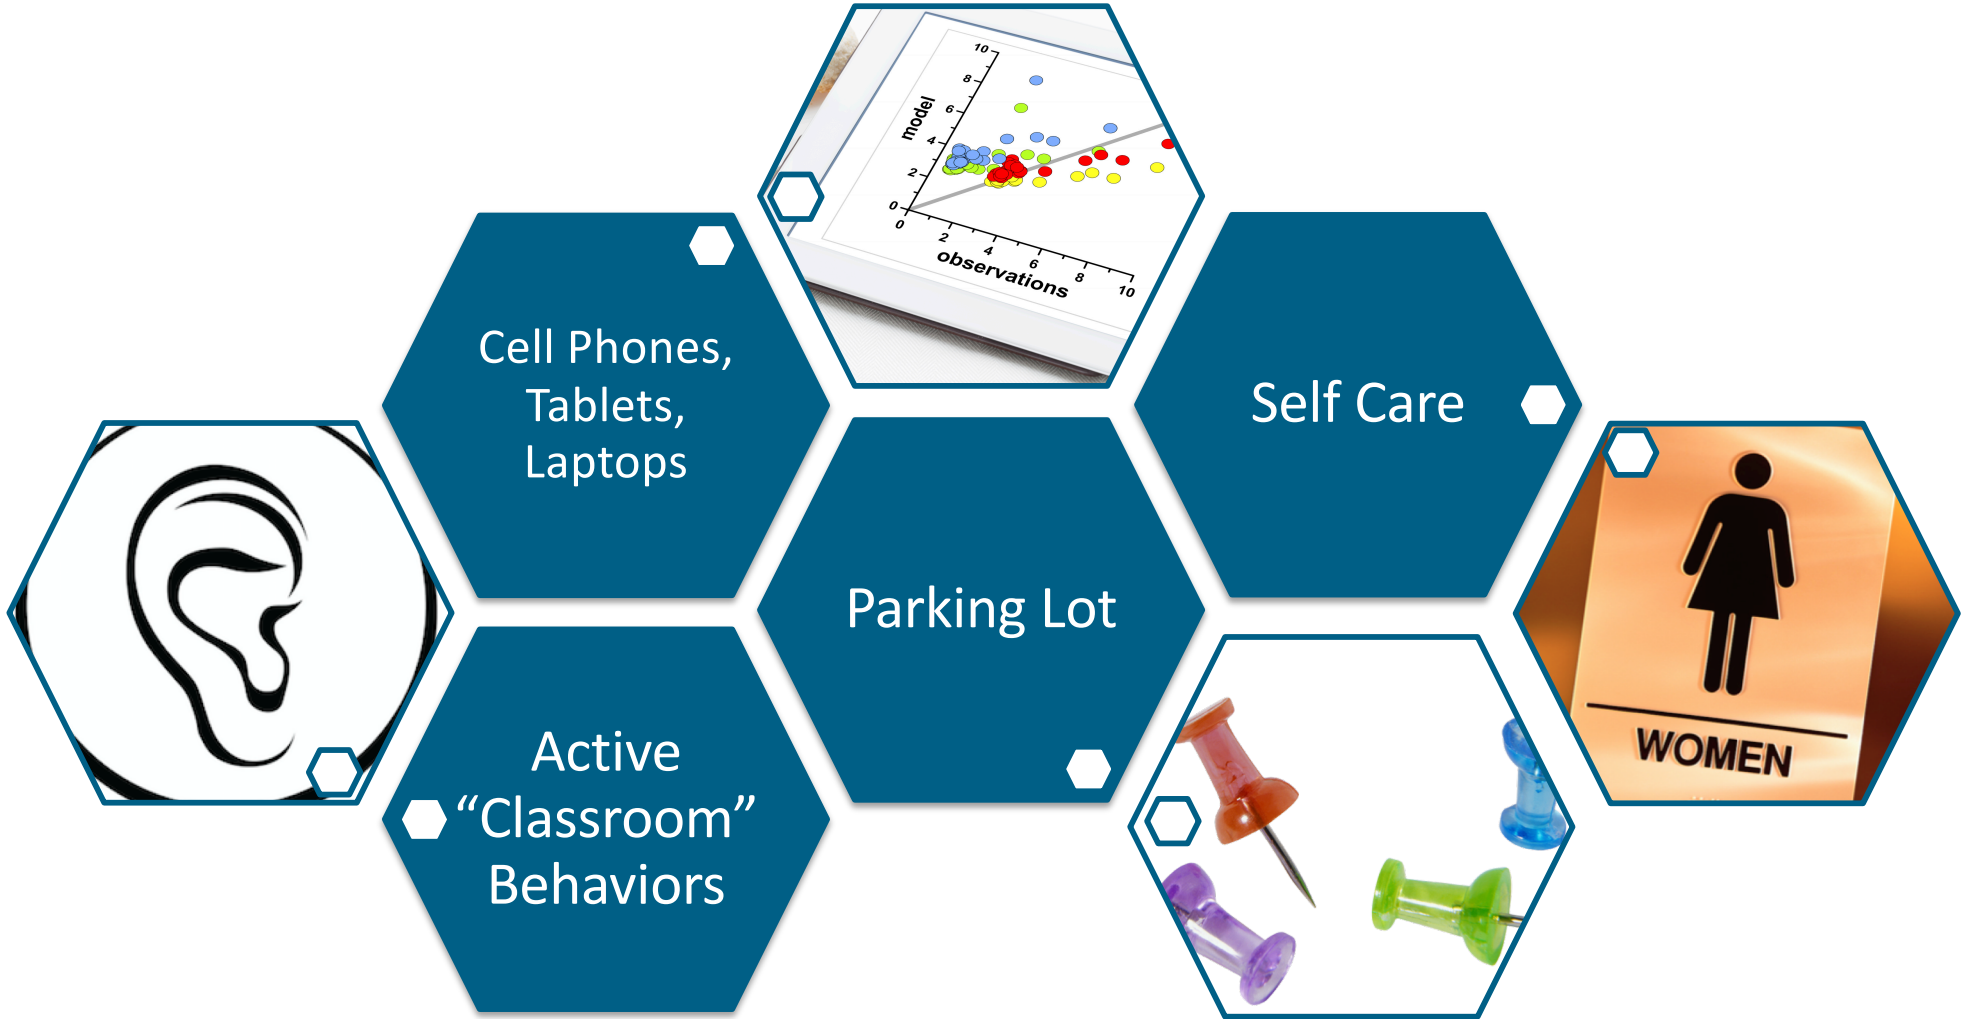 10
8
6
4
2
0
model
0
2
4
6
8
10
observations
Cell Phones,
Tablets,
Laptops
Self Care
Parking Lot
Active
“Classroom”
Behaviors
WOMEN